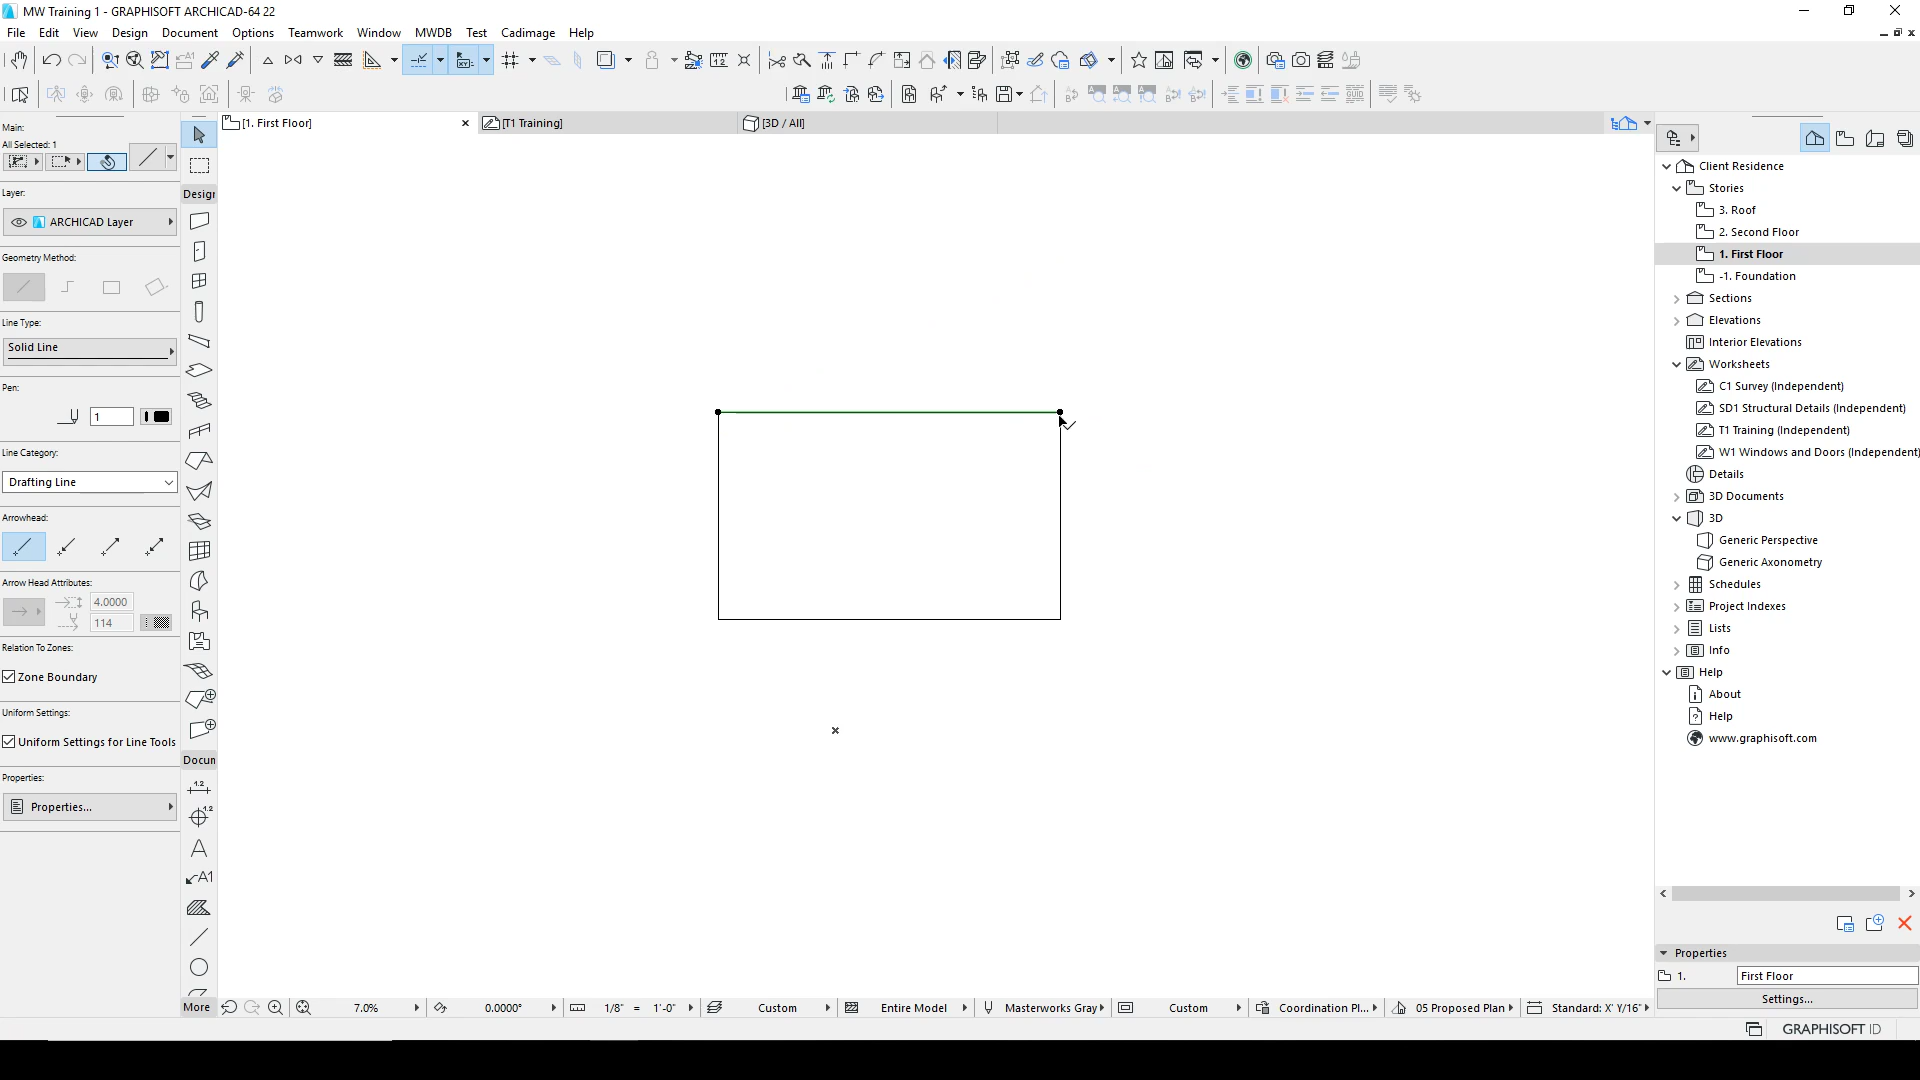 MW Training 1 - GRAPHISOFT ARCHICAD-64 22
File Edit View Design Document Options Teamwork Window MWDB Test Cadimage Help
[1. First Floor] [T1 Training] [3D / All]
Main:
All Selected: 1
Layer:
ARCHICAD Layer
Geometry Method:
Line Type:
Solid Line
Pen:
1
Line Category:
Drafting Line
Arrowhead:
Arrow Head Attributes:
4.0000
114
Relation To Zones:
Zone Boundary
Uniform Settings:
Uniform Settings for Line Tools
Properties:
Properties...
Design
Docun
More
Client Residence
Stories
3. Roof
2. Second Floor
1. First Floor
-1. Foundation
Sections
Elevations
Interior Elevations
Worksheets
C1 Survey (Independent)
SD1 Structural Details (Independent)
T1 Training (Independent)
W1 Windows and Doors (Independent)
Details
3D Documents
3D
Generic Perspective
Generic Axonometry
Schedules
Project Indexes
Lists
Info
Help
About
Help
www.graphisoft.com
Properties
1. First Floor
Settings...
7.0% 0.0000° 1/8" = 1'-0" Custom Entire Model Masterworks Gray Custom Coordination Pl... 05 Proposed Plan Standard: X' Y/16"
GRAPHISOFT ID